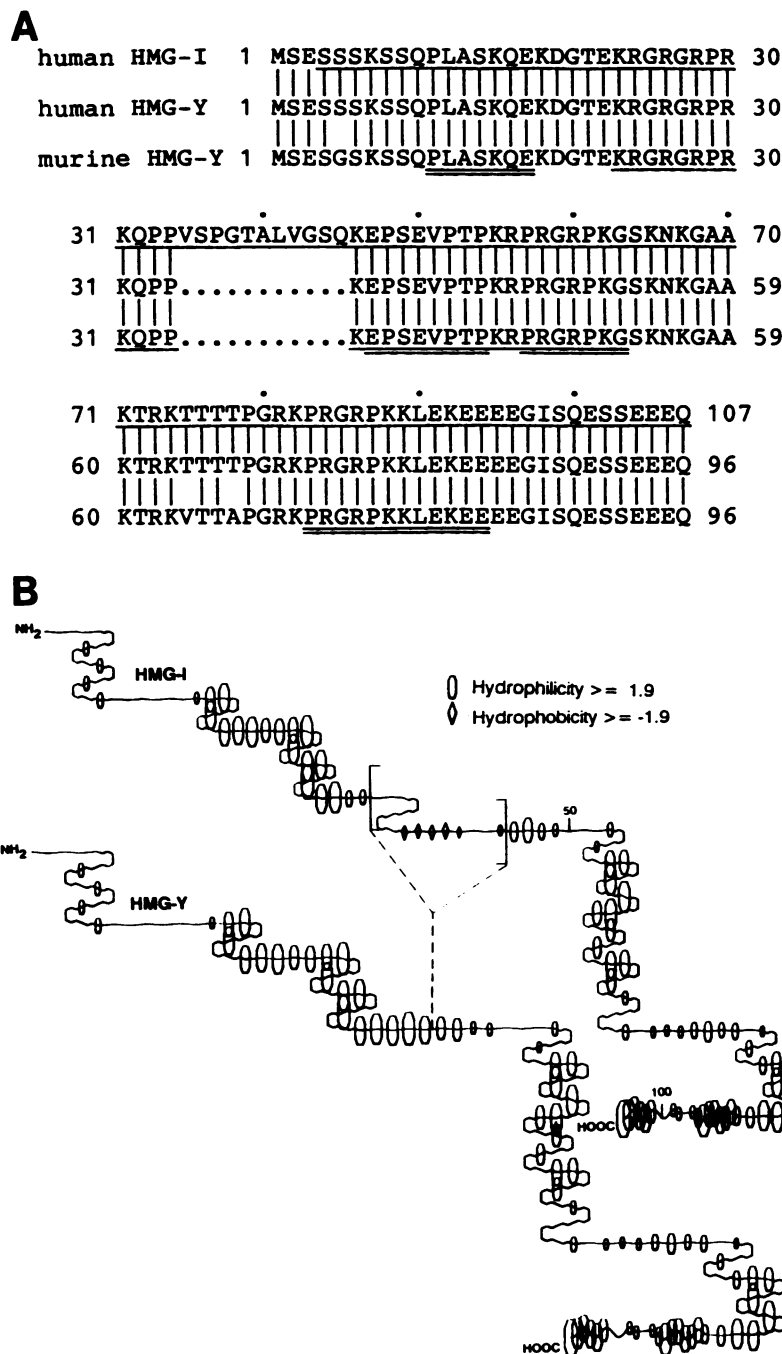 A
human HMG-I 1 MSESSSKSSQPLASKQEKDGTEKRGRGRPR 30
human HMG-Y 1 MSESSSKSSQPLASKQEKDGTEKRGRGRPR 30
murine HMG-Y 1 MSESGSKSSQPLASKQEKDGTEKRGRGRPR 30
31 KQPPVSPGTALVGSQKEPSEVPTPKRPRGRPKGSKNKGAA 70
31 KQPP............KEPSEVPTPKRPRGRPKGSKNKGAA 59
31 KQPP............KEPSEVPTPKRPRGRPKGSKNKGAA 59
71 KTRKTTTTPGRKPRGRPKKLEKEEEEGISQESSEEEQ 107
60 KTRKTTTTPGRKPRGRPKKLEKEEEEGISQESSEEEQ 96
60 KTRKVTTAPGRKPRGRPKKLEKEEEEGISQESSEEEQ 96
B
NH2
HMG-I
Hydrophilicity >= 1.9
Hydrophobicity >= -1.9
50
NH2
HMG-Y
100
HOOC
HOOC